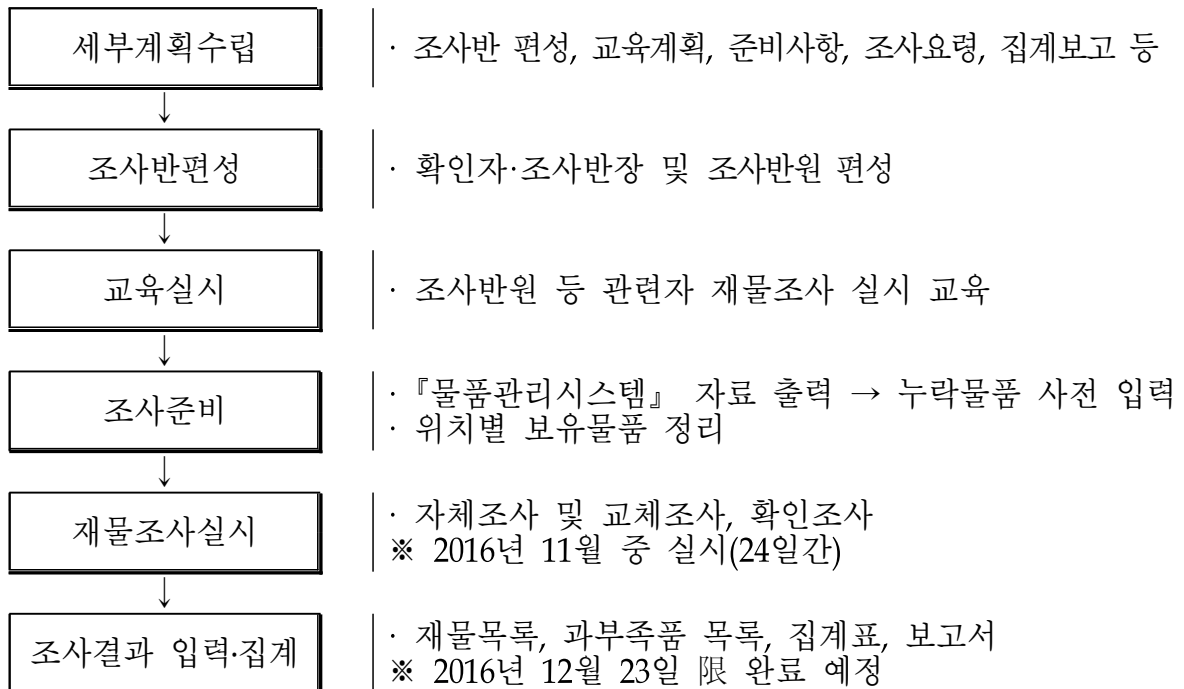 세부계획수립
· 조사반 편성, 교육계획, 준비사항, 조사요령, 집계보고 등
↓
조사반편성
· 확인자·조사반장 및 조사반원 편성
↓
교육실시
· 조사반원 등 관련자 재물조사 실시 교육
↓
조사준비
·『물품관리시스템』 자료 출력 → 누락물품 사전 입력
· 위치별 보유물품 정리
↓
재물조사실시
· 자체조사 및 교체조사, 확인조사
※ 2016년 11월 중 실시(24일간)
↓
조사결과 입력·집계
· 재물목록, 과부족품 목록, 집계표, 보고서
※ 2016년 12월 23일 限 완료 예정